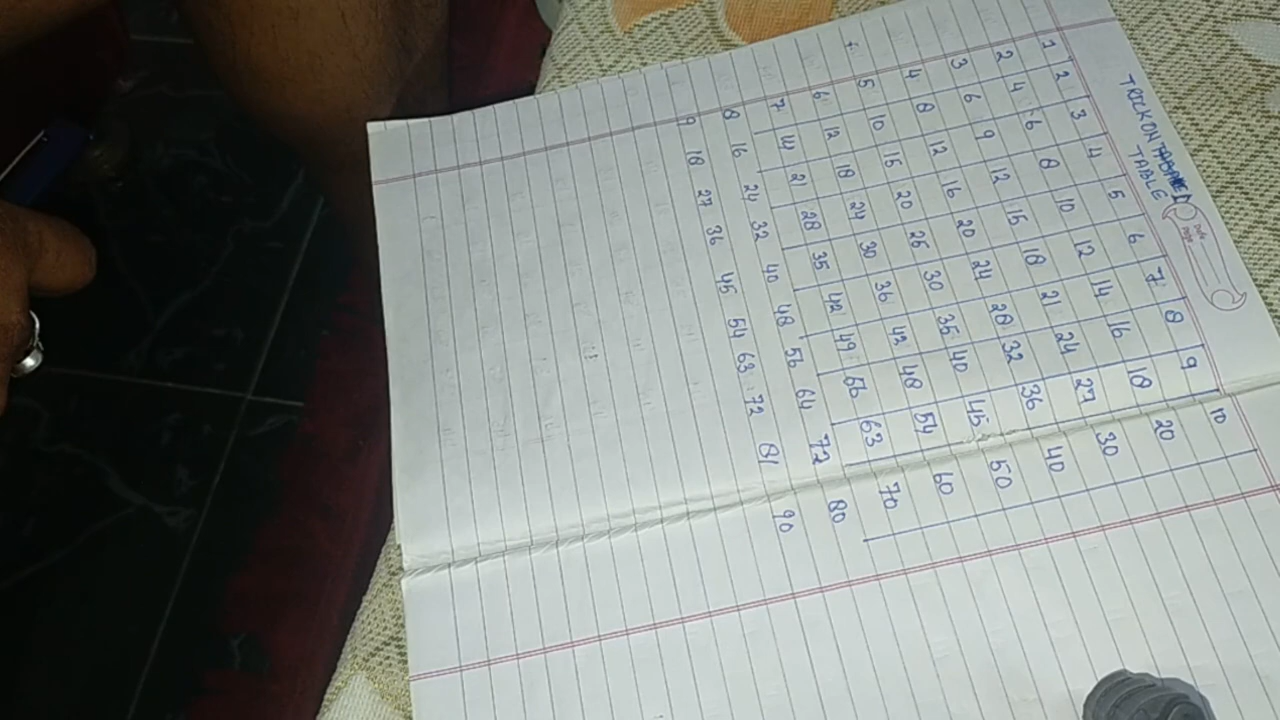 TRICK ON
TABLE
Date
Page
1 2 3 4 5 6 7 8 9 10
2 4 6 8 10 12 14 16 18 20
3 6 9 12 15 18 21 24 27 30
4 8 12 16 20 24 28 32 36 40
5 10 15 20 25 30 35 40 45 50
6 12 18 24 30 36 42 48 54 60
7 14 21 28 35 42 49 56 63 70
8 16 24 32 40 48 56 64 72 80
9 18 27 36 45 54 63 72 81 90